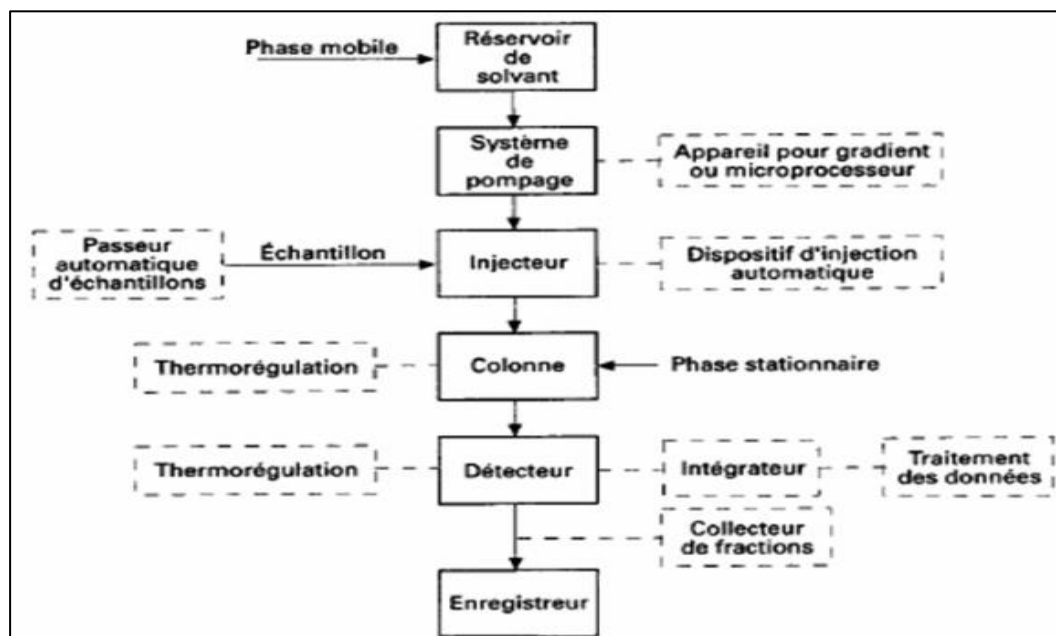 Phase mobile
Réservoir
de
solvant
Système
de
pompage
Appareil pour gradient
ou microprocesseur
Passeur
automatique
d'échantillons
Échantillon
Injecteur
Dispositif d'injection
automatique
Thermorégulation
Colonne
Phase stationnaire
Thermorégulation
Détecteur
Intégrateur
Traitement
des données
Collecteur
de fractions
Enregistreur